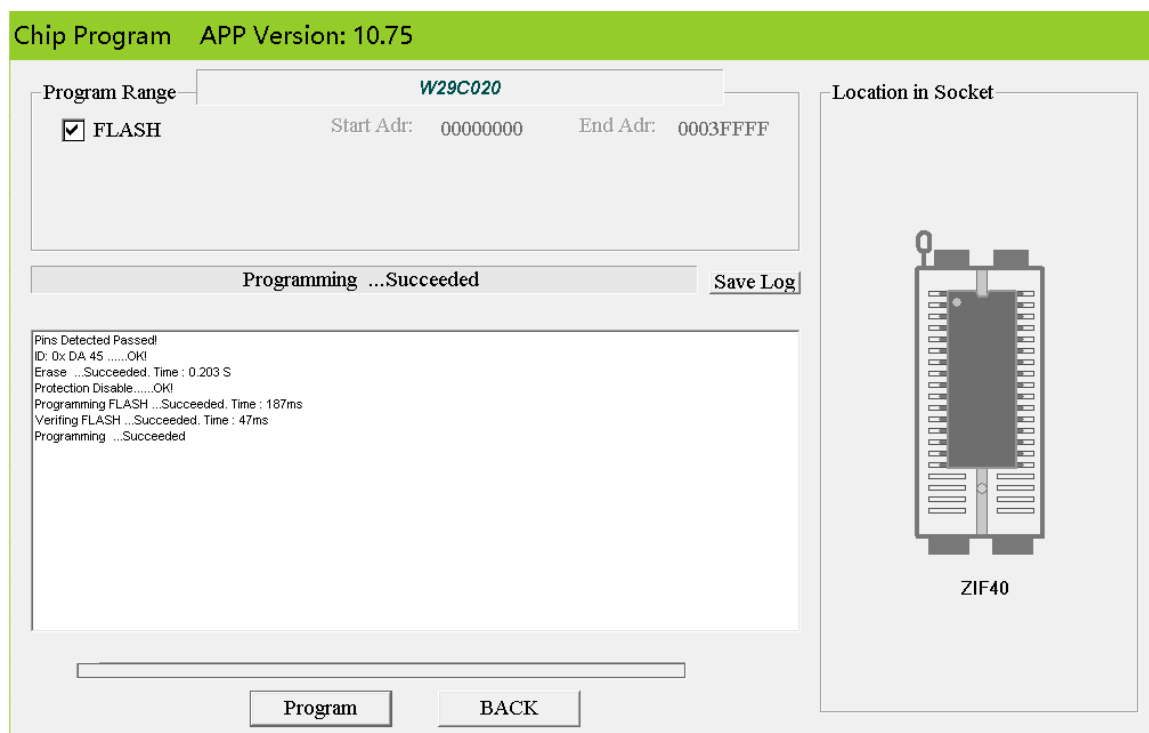 Chip Program APP Version: 10.75
Program Range
W29C020
FLASH
Start Adr: 00000000 End Adr: 0003FFFF
Location in Socket
Programming ...Succeeded
Save Log
Pins Detected Passed!
ID: 0x DA 45 ......OK!
Erase ...Succeeded. Time : 0.203 S
Protection Disable......OK!
Programming FLASH ...Succeeded. Time : 187ms
Verifing FLASH ...Succeeded. Time : 47ms
Programming ...Succeeded
ZIF40
Program
BACK